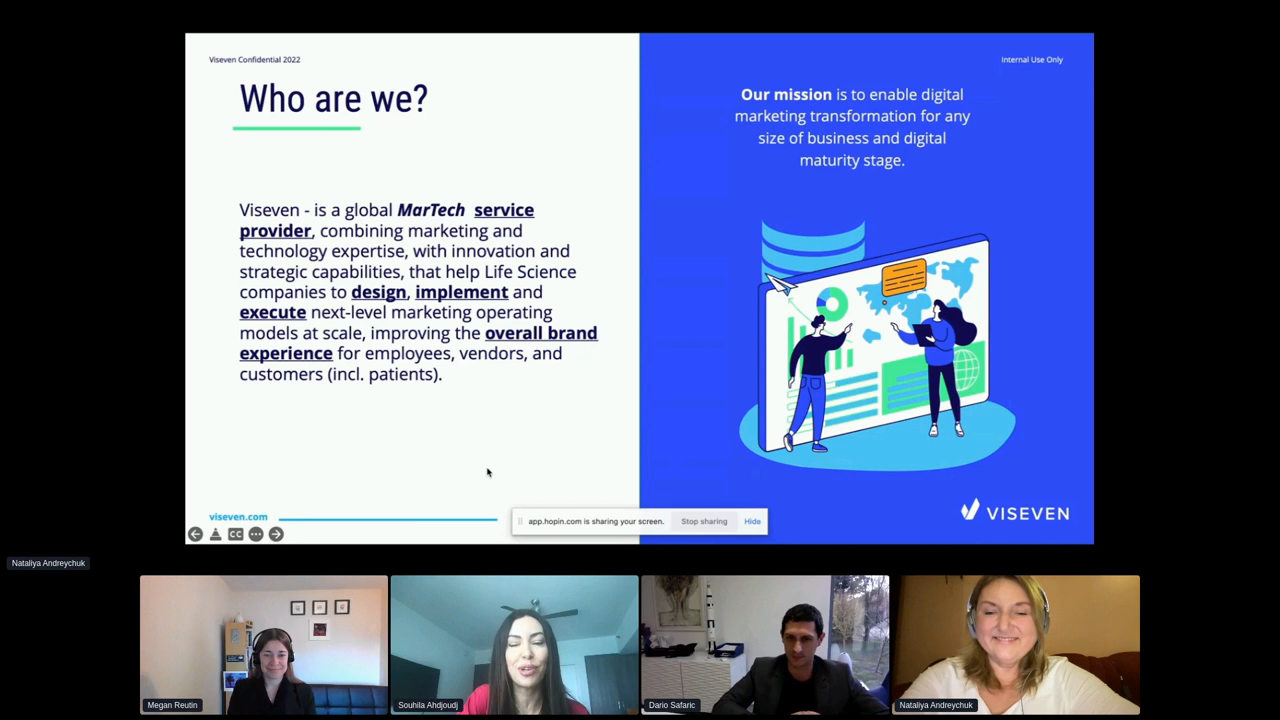 Viseven Confidential 2022
Internal Use Only
Who are we?
Our mission is to enable digital
marketing transformation for any
size of business and digital
maturity stage.
Viseven - is a global MarTech service
provider, combining marketing and
technology expertise, with innovation and
strategic capabilities, that help Life Science
companies to design, implement and
execute next-level marketing operating
models at scale, improving the overall brand
experience for employees, vendors, and
customers (incl. patients).
viseven.com
VISEVEN
CC
app.hopin.com is sharing your screen.
Stop sharing
Hide
Nataliya Andreychuk
Megan Reutin
Souhila Ahdjoudj
Dario Safaric
Nataliya Andreychuk